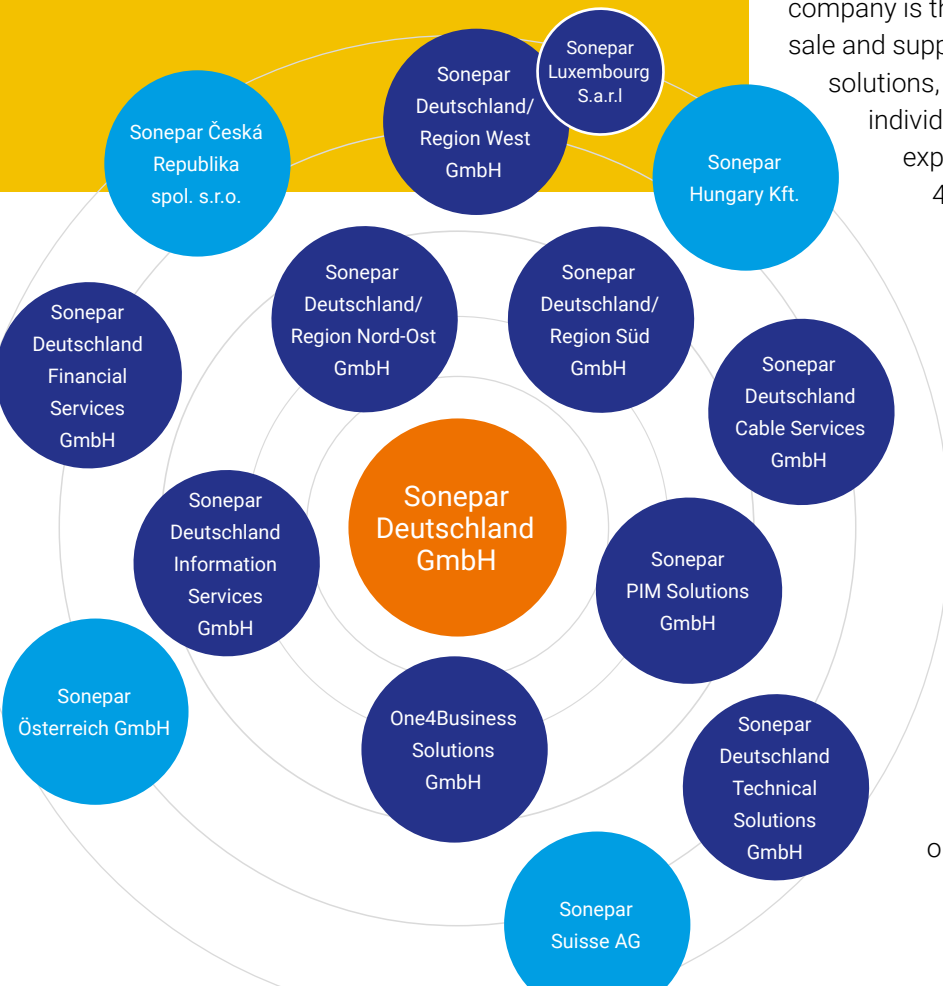 company is th
sale and supp
solutions,
individ
exp
4
Sonepar
Luxembourg
S.a.r.l
Sonepar
Deutschland/
Region West
GmbH
Sonepar Česká
Republika
spol. s.r.o.
Sonepar
Hungary Kft.
Sonepar
Deutschland/
Region Nord-Ost
GmbH
Sonepar
Deutschland/
Region Süd
GmbH
Sonepar
Deutschland
Financial
Services
GmbH
Sonepar
Deutschland
Cable Services
GmbH
Sonepar
Deutschland
GmbH
Sonepar
Deutschland
Information
Services
GmbH
Sonepar
PIM Solutions
GmbH
Sonepar
Österreich GmbH
One4Business
Solutions
GmbH
Sonepar
Deutschland
Technical
Solutions
GmbH
o
Sonepar
Suisse AG